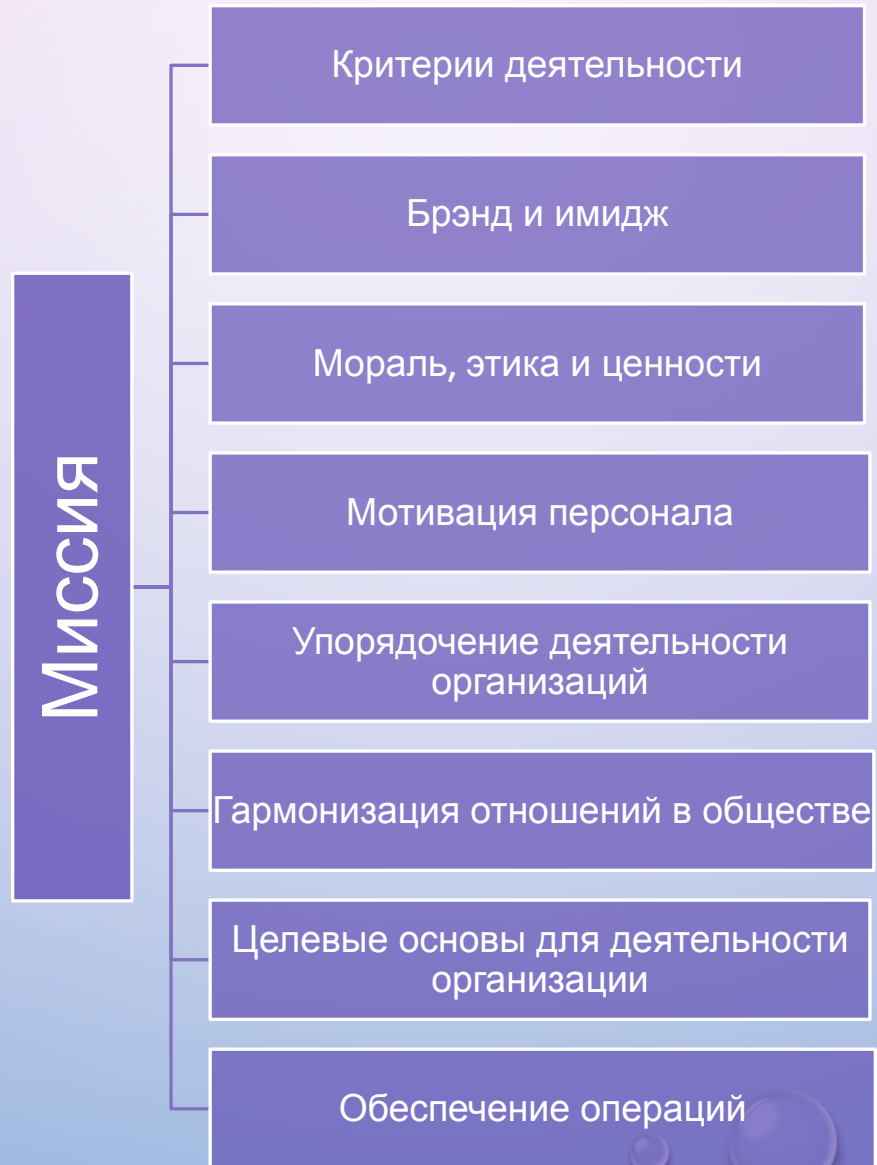 Миссия
Критерии деятельности
Брэнд и имидж
Мораль, этика и ценности
Мотивация персонала
Упорядочение деятельности
организаций
Гармонизация отношений в обществе
Целевые основы для деятельности
организации
Обеспечение операций